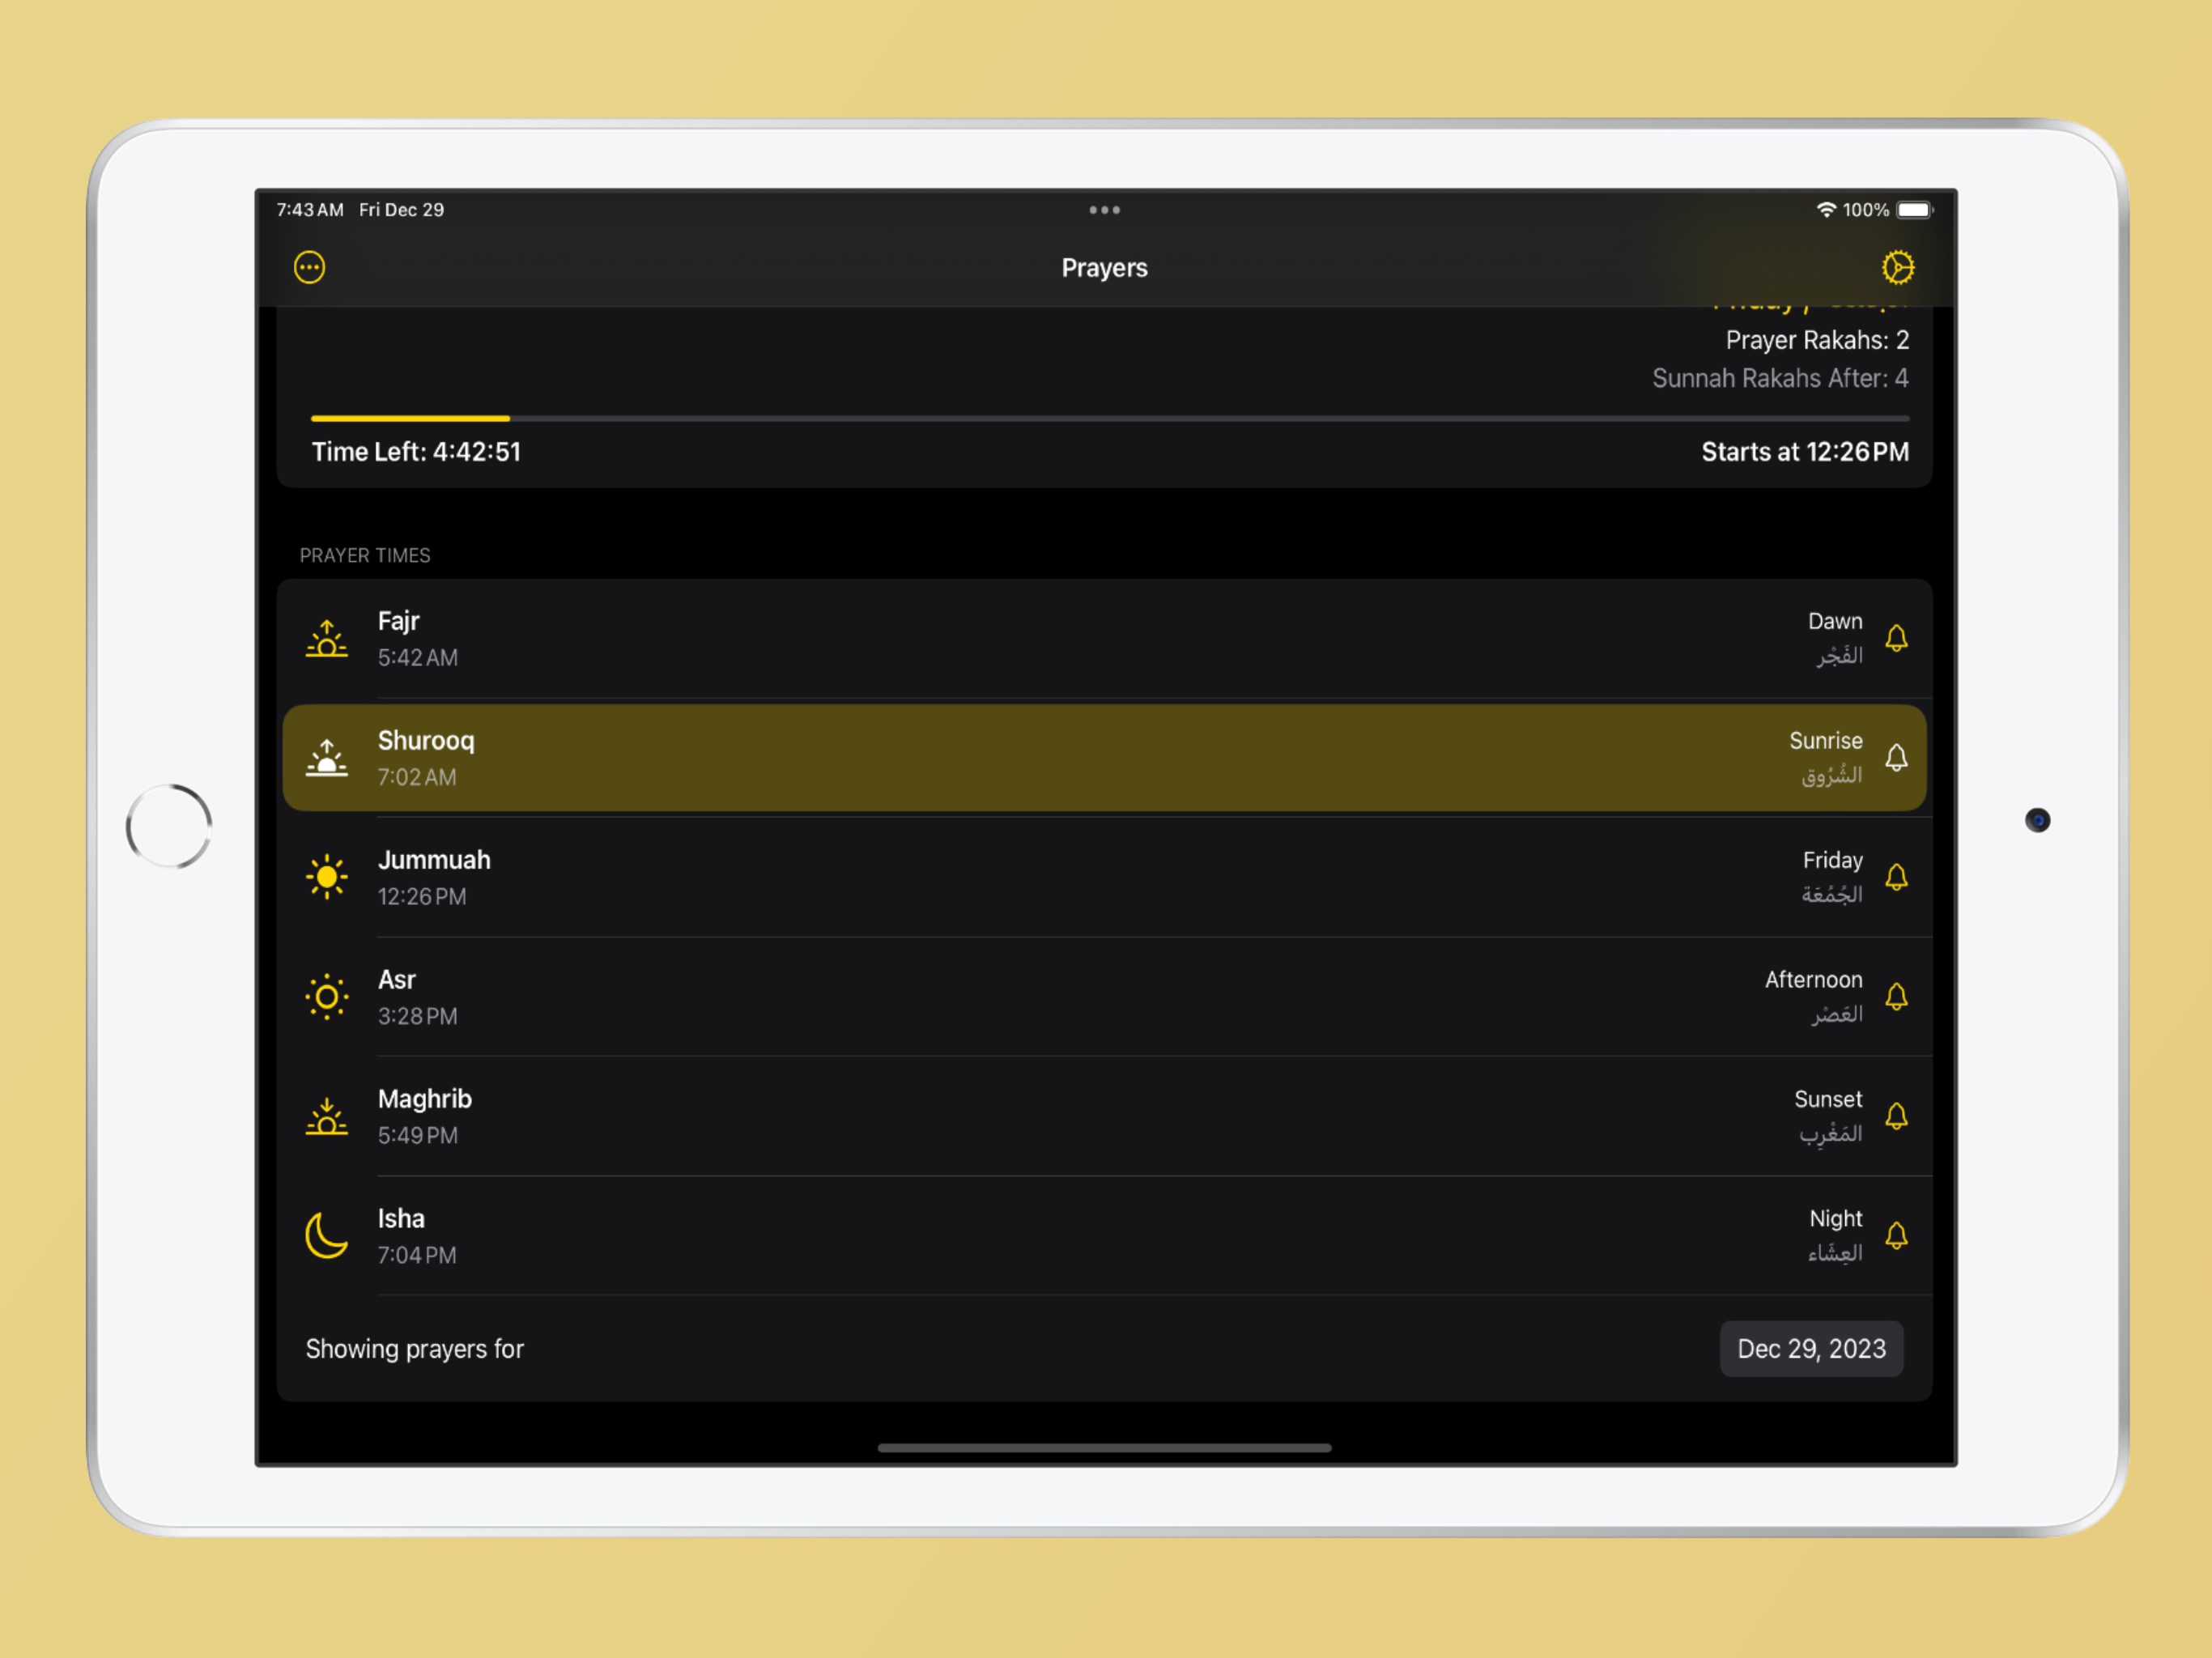 7:43 AM Fri Dec 29
100%
Prayers
Prayer Rakahs: 2
Sunnah Rakahs After: 4
Time Left: 4:42:51
Starts at 12:26 PM
PRAYER TIMES
Fajr
Dawn
5:42 AM
الفَجْر
Shurooq
Sunrise
7:02 AM
الشُرُوق
Jummuah
Friday
12:26 PM
الجُمُعَة
Asr
Afternoon
3:28 PM
العَصْر
Maghrib
Sunset
5:49 PM
المَغْرِب
Isha
Night
7:04 PM
العِشَاء
Showing prayers for
Dec 29, 2023